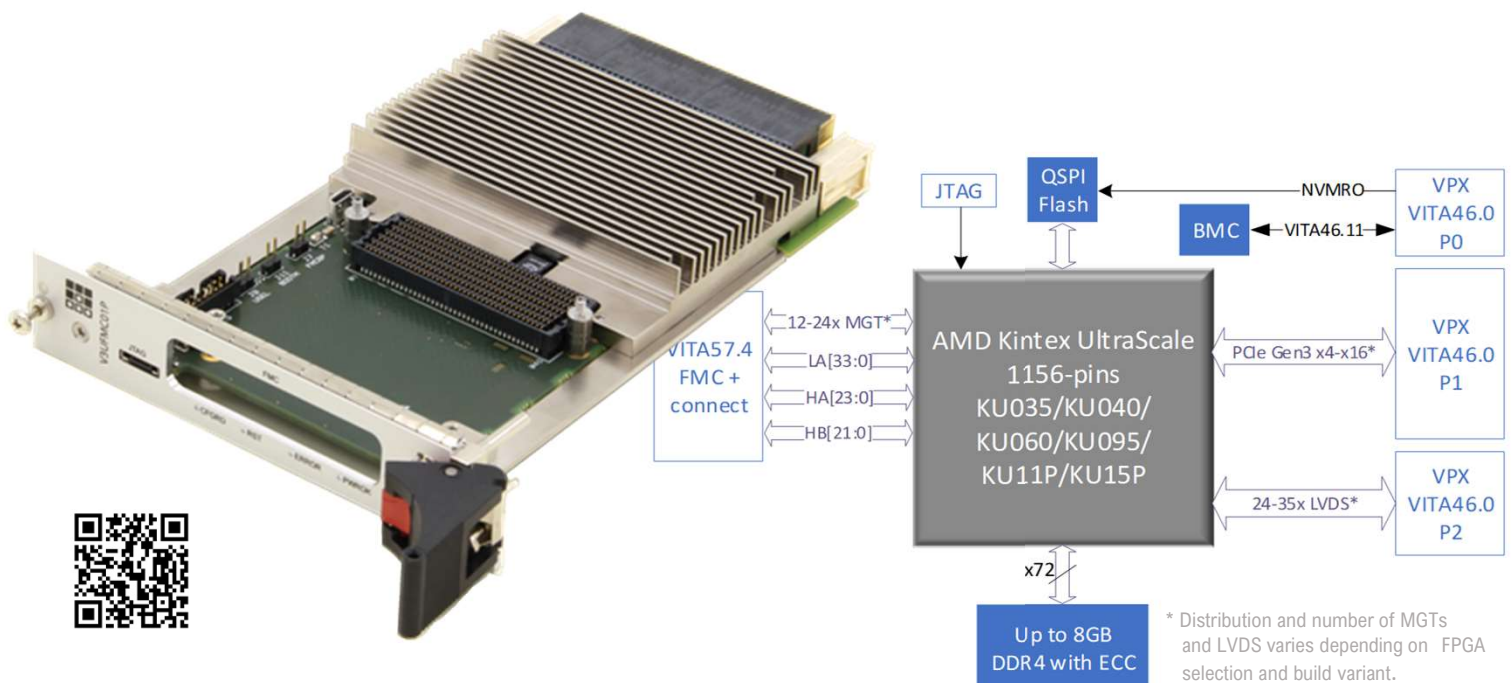 V3UFMC01P
JTAG
FMC
CFGRD
RST
ERROR
PWROK
JTAG
QSPI
Flash
NVMRO
VPX
VITA46.0
P0
BMC
VITA46.11
12-24x MGT*
LA[33:0]
HA[23:0]
HB[21:0]
VITA57.4
FMC +
connect
AMD Kintex UltraScale
1156-pins
KU035/KU040/
KU060/KU095/
KU11P/KU15P
PCIe Gen3 x4-x16*
VPX
VITA46.0
P1
24-35x LVDS*
VPX
VITA46.0
P2
x72
Up to 8GB
DDR4 with ECC
* Distribution and number of MGTs
and LVDS varies depending on FPGA
selection and build variant.